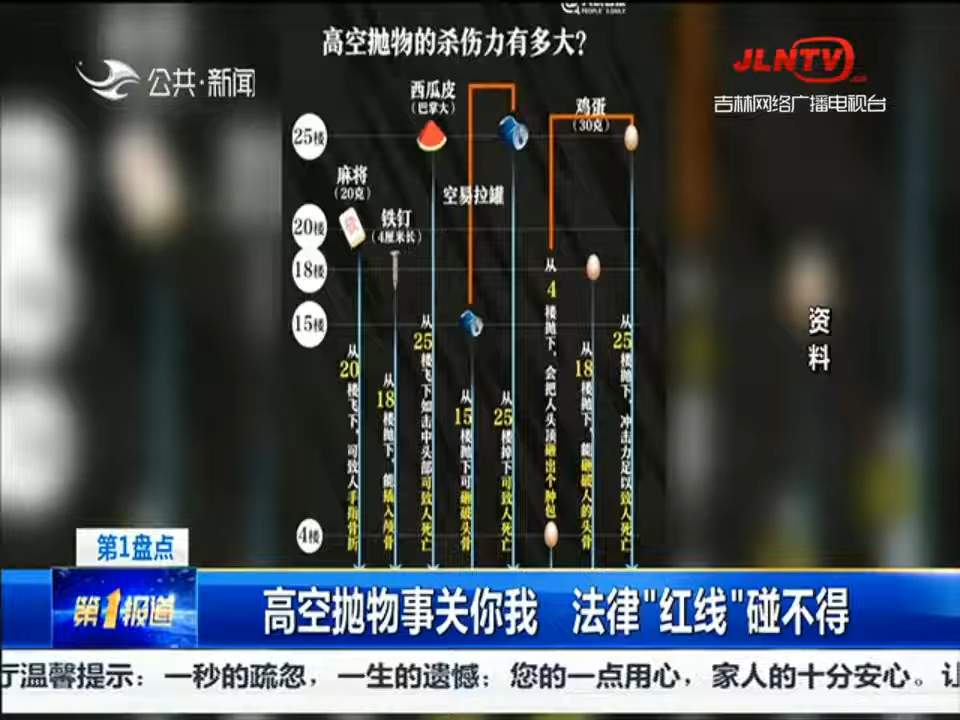 高空抛物的杀伤力有多大?
公共·新闻
JLNTV
吉林网络广播电视台
西瓜皮
(巴掌大)
鸡蛋
(30克)
25楼
麻将
(20克)
空易拉罐
铁钉
(4厘米长)
20楼
18楼
15楼
4楼
从20楼飞下,可致人手指骨折
从18楼抛下,能插入颅骨
从25楼飞下如击中头部可致人死亡
从15楼抛下可砸破头骨
从25楼掉下可致人死亡
从4楼抛下,会把人头顶砸出个肿包
从18楼抛下,能砸破人的头骨
从25楼抛下,冲击力足以致人死亡
资料
第1盘点
第1报道
高空抛物事关你我 法律"红线"碰不得
厅温馨提示:一秒的疏忽,一生的遗憾;您的一点用心,家人的十分安心。让